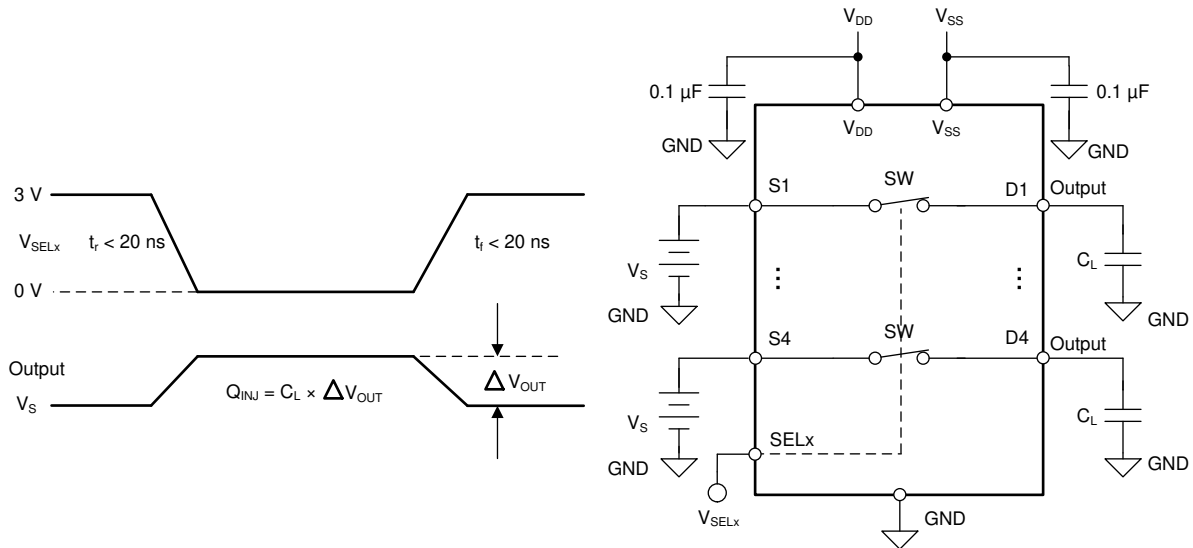 3 V
V_SELx
t_r < 20 ns
t_f < 20 ns
0 V
Output
V_S
Q_INJ = C_L × Δ V_OUT
Δ V_OUT
V_DD
V_SS
0.1 µF
0.1 µF
V_DD
V_SS
GND
GND
S1
SW
D1
Output
V_S
⋮
⋮
C_L
GND
GND
S4
SW
D4
Output
V_S
C_L
SELx
GND
GND
V_SELx
GND